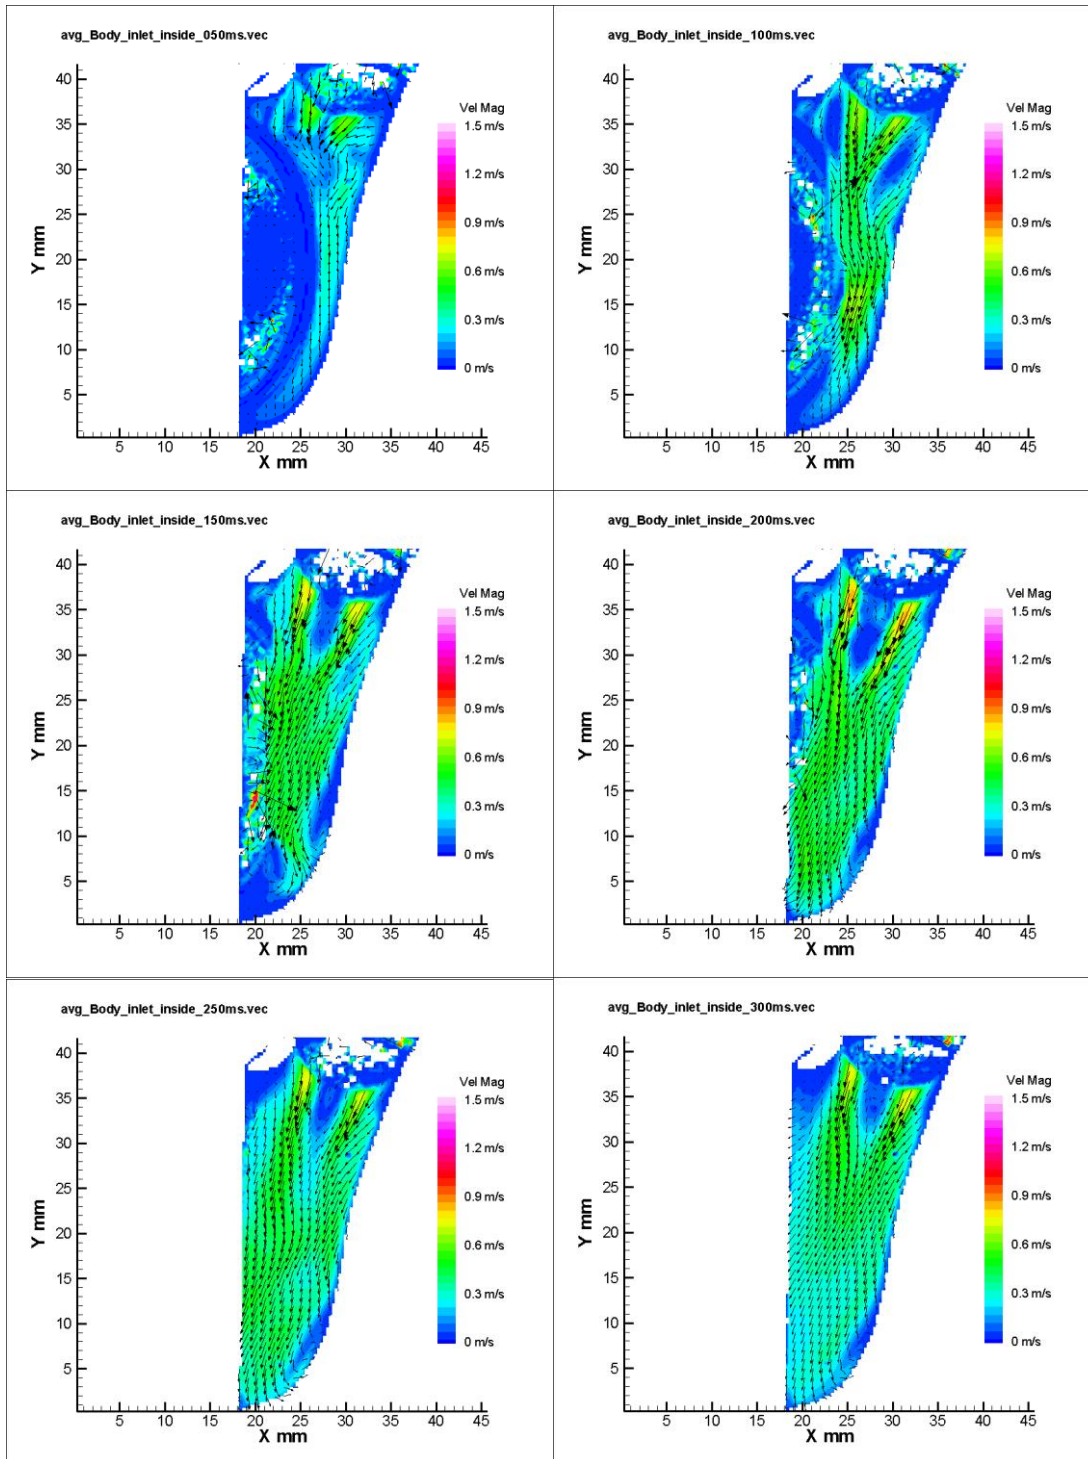 avg_Body_inlet_inside_050ms.vec
40
35
30
25
20
15
10
5
Y mm
5 10 15 20 25 30 35 40 45
X mm
Vel Mag
1.5 m/s
1.2 m/s
0.9 m/s
0.6 m/s
0.3 m/s
0 m/s
avg_Body_inlet_inside_100ms.vec
40
35
30
25
20
15
10
5
Y mm
5 10 15 20 25 30 35 40 45
X mm
Vel Mag
1.5 m/s
1.2 m/s
0.9 m/s
0.6 m/s
0.3 m/s
0 m/s
avg_Body_inlet_inside_150ms.vec
40
35
30
25
20
15
10
5
Y mm
5 10 15 20 25 30 35 40 45
X mm
Vel Mag
1.5 m/s
1.2 m/s
0.9 m/s
0.6 m/s
0.3 m/s
0 m/s
avg_Body_inlet_inside_200ms.vec
40
35
30
25
20
15
10
5
Y mm
5 10 15 20 25 30 35 40 45
X mm
Vel Mag
1.5 m/s
1.2 m/s
0.9 m/s
0.6 m/s
0.3 m/s
0 m/s
avg_Body_inlet_inside_250ms.vec
40
35
30
25
20
15
10
5
Y mm
5 10 15 20 25 30 35 40 45
X mm
Vel Mag
1.5 m/s
1.2 m/s
0.9 m/s
0.6 m/s
0.3 m/s
0 m/s
avg_Body_inlet_inside_300ms.vec
40
35
30
25
20
15
10
5
Y mm
5 10 15 20 25 30 35 40 45
X mm
Vel Mag
1.5 m/s
1.2 m/s
0.9 m/s
0.6 m/s
0.3 m/s
0 m/s